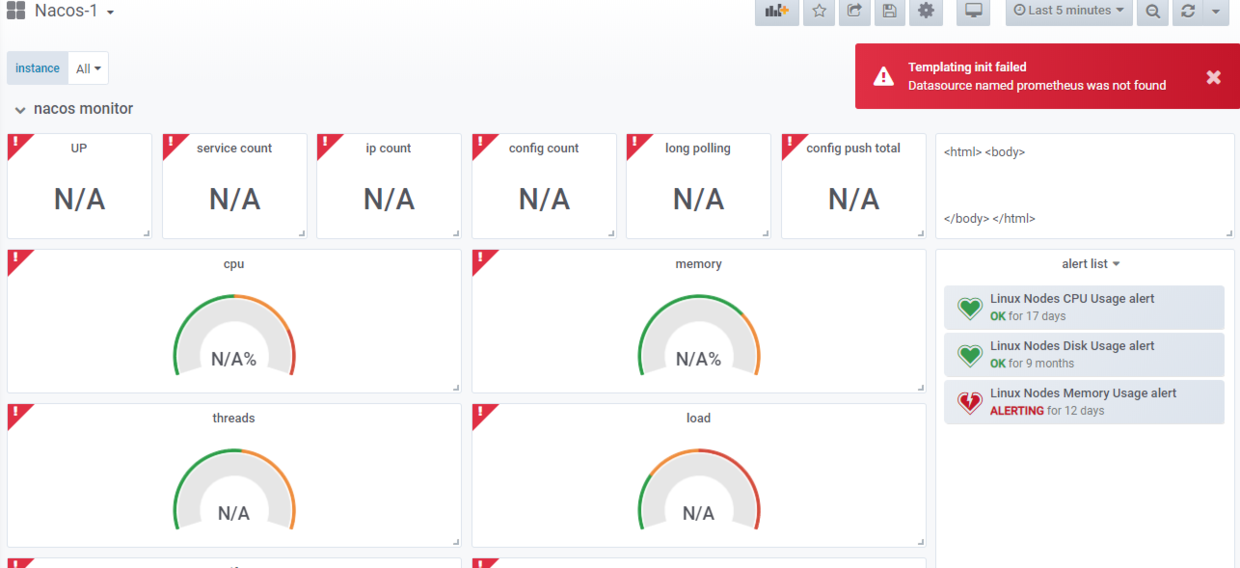 Nacos-1
Last 5 minutes
instance
All
Templating init failed
Datasource named prometheus was not found
nacos monitor
UP
service count
ip count
config count
long polling
config push total
N/A
N/A
N/A
N/A
N/A
N/A
<html> <body>
</body> </html>
cpu
memory
alert list
N/A%
N/A%
Linux Nodes CPU Usage alert
OK for 17 days
Linux Nodes Disk Usage alert
OK for 9 months
Linux Nodes Memory Usage alert
ALERTING for 12 days
threads
load
N/A
N/A